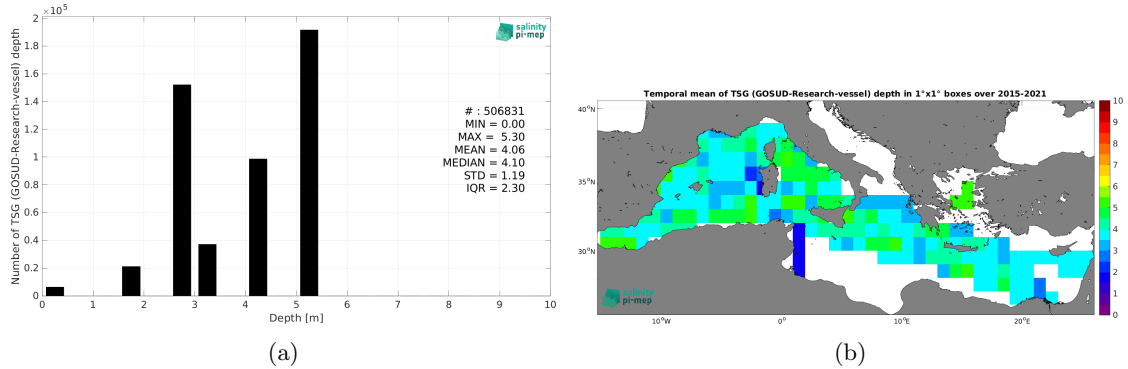 2 ×10⁵
1.8
1.6
1.4
1.2
1
0.8
0.6
0.4
0.2
0
Number of TSG (GOSUD-Research-vessel) depth
salinity
pi-mep
# : 506831
MIN = 0.00
MAX = 5.30
MEAN = 4.06
MEDIAN = 4.10
STD = 1.19
IQR = 2.30
0 1 2 3 4 5 6 7 8 9 10
Depth [m]
(a)
Temporal mean of TSG (GOSUD-Research-vessel) depth in 1°x1° boxes over 2015-2021
40°N
35°N
30°N
10°W 0° 10°E 20°E
salinity
pi-mep
10
9
8
7
6
5
4
3
2
1
0
(b)